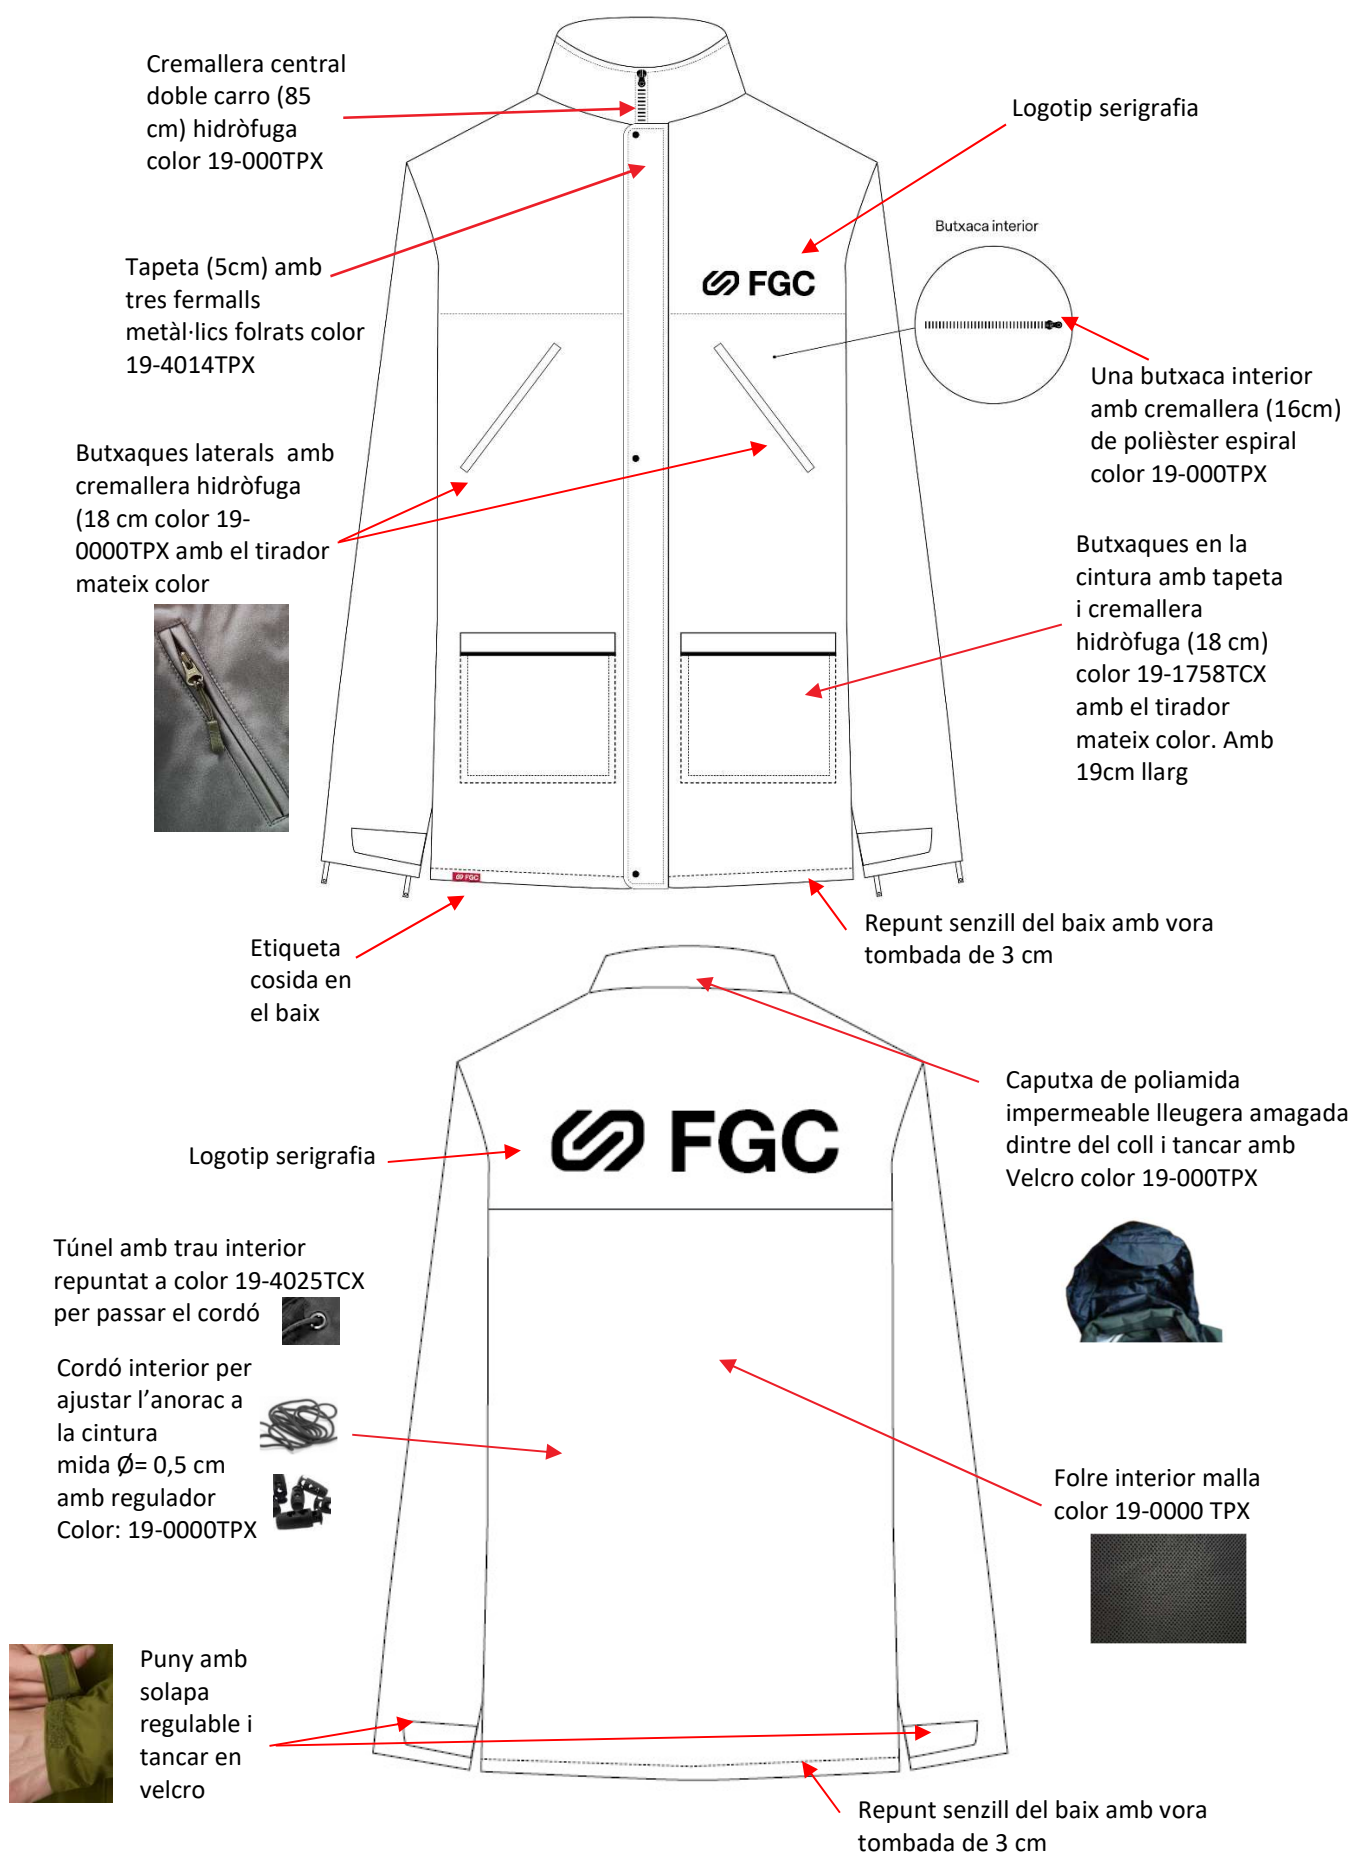 Cremallera central
doble carro (85
cm) hidròfuga
color 19-000TPX
Logotip serigrafia
Butxaca interior
Tapeta (5cm) amb
tres fermalls
metàl·lics folrats color
19-4014TPX
FGC
Una butxaca interior
amb cremallera (16cm)
de polièster espiral
color 19-000TPX
Butxaques laterals  amb
cremallera hidròfuga
(18 cm color 19-
0000TPX amb el tirador
mateix color
Butxaques en la
cintura amb tapeta
i cremallera
hidròfuga (18 cm)
color 19-1758TCX
amb el tirador
mateix color. Amb
19cm llarg
FGC
Etiqueta
cosida en
el baix
Repunt senzill del baix amb vora
tombada de 3 cm
Caputxa de poliamida
impermeable lleugera amagada
dintre del coll i tancar amb
Velcro color 19-000TPX
Logotip serigrafia
FGC
Túnel amb trau interior
repuntat a color 19-4025TCX
per passar el cordó
Cordó interior per
ajustar l’anorac a
la cintura
mida Ø= 0,5 cm
amb regulador
Color: 19-0000TPX
Folre interior malla
color 19-0000 TPX
Puny amb
solapa
regulable i
tancar en
velcro
Repunt senzill del baix amb vora
tombada de 3 cm